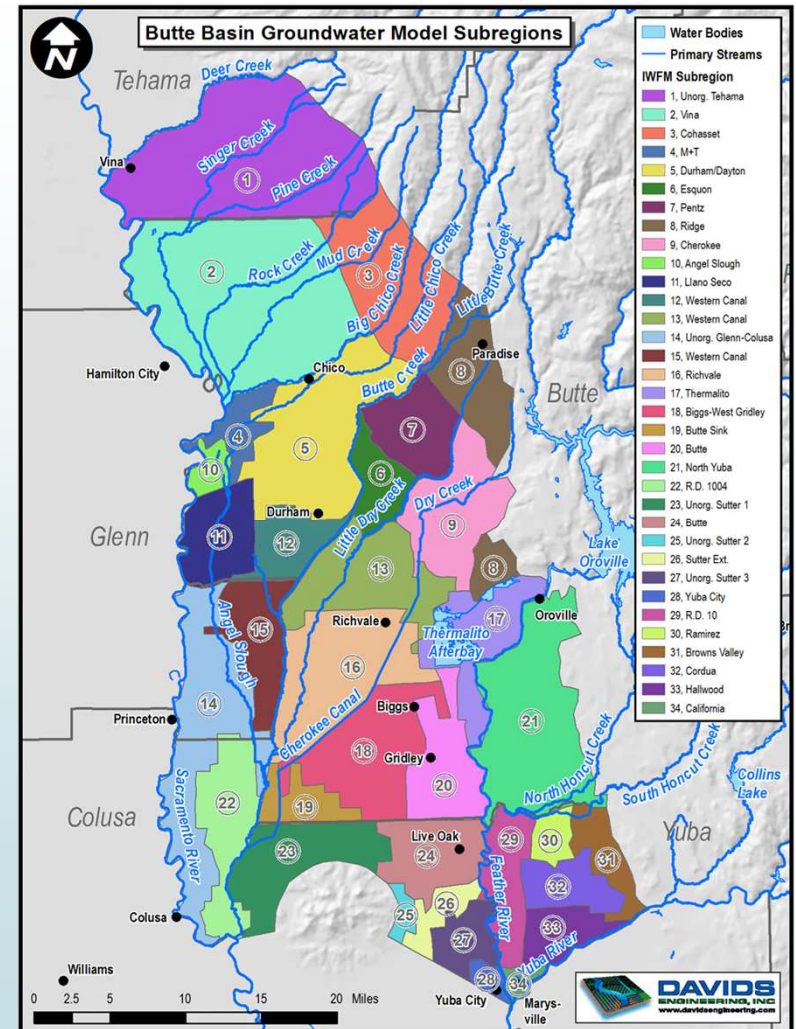 Butte Basin Groundwater Model Subregions
N
Tehama
Deer Creek
Vina
Singer Creek
Pine Creek
1
2
Rock Creek
Mud Creek
3
Big Chico Creek
Little Chico Creek
Little Butte Creek
Hamilton City
Chico
Butte Creek
Paradise
8
Butte
4
5
7
10
6
Glenn
Durham
Little Dry Creek
Dry Creek
9
11
12
13
8
Lake
Oroville
Angel Slough
15
Richvale
17
Oroville
Thermalito
Afterbay
16
14
Princeton
Cherokee Canal
Biggs
21
18
Gridley
20
North Honcut Creek
South Honcut Creek
Collins
Lake
Colusa
Sacramento River
22
19
Yuba
23
Live Oak
24
29
30
31
Feather River
32
25
26
27
33
Colusa
Yuba River
Williams
28
34
Yuba City
Marys-
ville
0 2.5 5 10 15 20 Miles
Water Bodies
Primary Streams
IWFM Subregion
1, Unorg. Tehama
2, Vina
3, Cohasset
4, M+T
5, Durham/Dayton
6, Esquon
7, Pentz
8, Ridge
9, Cherokee
10, Angel Slough
11, Llano Seco
12, Western Canal
13, Western Canal
14, Unorg. Glenn-Colusa
15, Western Canal
16, Richvale
17, Thermalito
18, Biggs-West Gridley
19, Butte Sink
20, Butte
21, North Yuba
22, R.D. 1004
23, Unorg. Sutter 1
24, Butte
25, Unorg. Sutter 2
26, Sutter Ext.
27, Unorg. Sutter 3
28, Yuba City
29, R.D. 10
30, Ramirez
31, Browns Valley
32, Cordua
33, Hallwood
34, California
DAVIDS
ENGINEERING, INC
www.davidsengineering.com